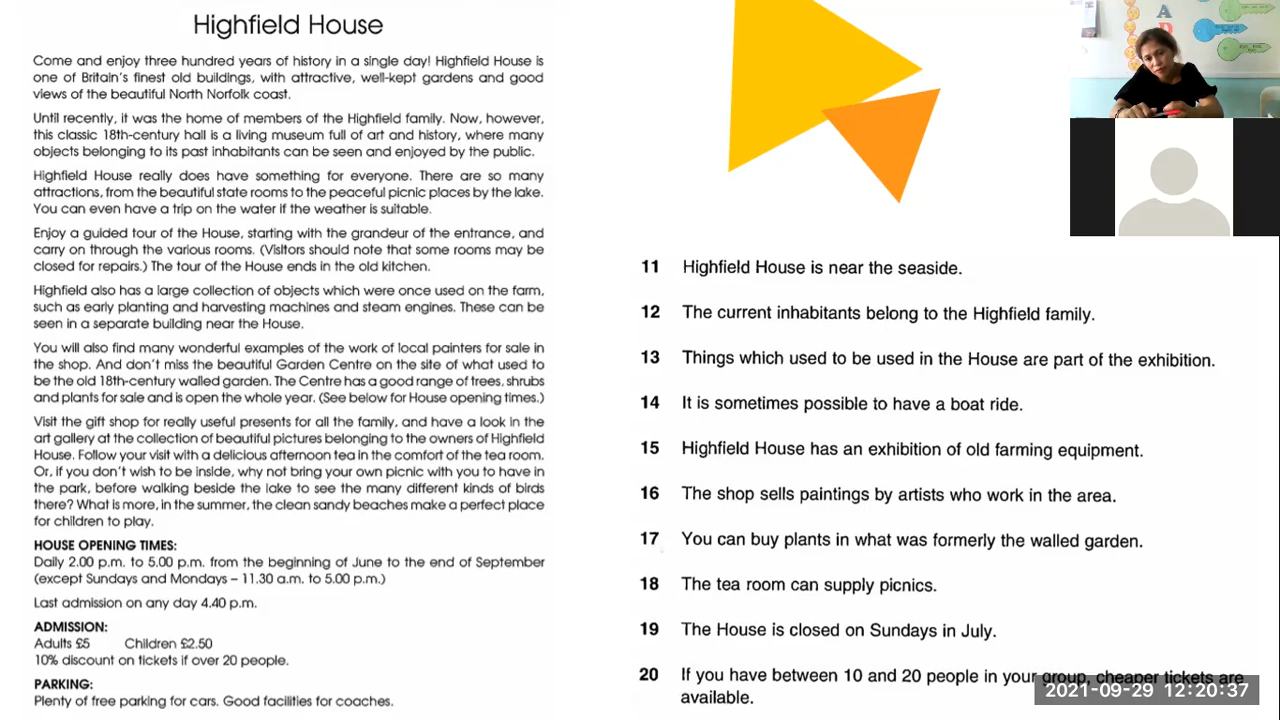 Highfield House
Come and enjoy three hundred years of history in a single day! Highfield House is
one of Britain's finest old buildings, with attractive, well-kept gardens and good
views of the beautiful North Norfolk coast.
Until recently, it was the home of members of the Highfield family. Now, however,
this classic 18th-century hall is a living museum full of art and history, where many
objects belonging to its past inhabitants can be seen and enjoyed by the public.
Highfield House really does have something for everyone. There are so many
attractions, from the beautiful state rooms to the peaceful picnic places by the lake.
You can even have a trip on the water if the weather is suitable.
Enjoy a guided tour of the House, starting with the grandeur of the entrance, and
carry on through the various rooms. (Visitors should note that some rooms may be
closed for repairs.) The tour of the House ends in the old kitchen.
Highfield also has a large collection of objects which were once used on the farm,
such as early planting and harvesting machines and steam engines. These can be
seen in a separate building near the House.
You will also find many wonderful examples of the work of local painters for sale in
the shop. And don't miss the beautiful Garden Centre on the site of what used to
be the old 18th-century walled garden. The Centre has a good range of trees, shrubs
and plants for sale and is open the whole year. (See below for House opening times.)
Visit the gift shop for really useful presents for all the family, and have a look in the
art gallery at the collection of beautiful pictures belonging to the owners of Highfield
House. Follow your visit with a delicious afternoon tea in the comfort of the tea room.
Or, if you don't wish to be inside, why not bring your own picnic with you to have in
the park, before walking beside the lake to see the many different kinds of birds
there? What is more, in the summer, the clean sandy beaches make a perfect place
for children to play.
HOUSE OPENING TIMES:
Daily 2.00 p.m. to 5.00 p.m. from the beginning of June to the end of September
(except Sundays and Mondays – 11.30 a.m. to 5.00 p.m.)
Last admission on any day 4.40 p.m.
ADMISSION:
Adults £5 Children £2.50
10% discount on tickets if over 20 people.
PARKING:
Plenty of free parking for cars. Good facilities for coaches.
11 Highfield House is near the seaside.
12 The current inhabitants belong to the Highfield family.
13 Things which used to be used in the House are part of the exhibition.
14 It is sometimes possible to have a boat ride.
15 Highfield House has an exhibition of old farming equipment.
16 The shop sells paintings by artists who work in the area.
17 You can buy plants in what was formerly the walled garden.
18 The tea room can supply picnics.
19 The House is closed on Sundays in July.
20 If you have between 10 and 20 people in your group, cheaper tickets are
available.
2021-09-29 12:20:37